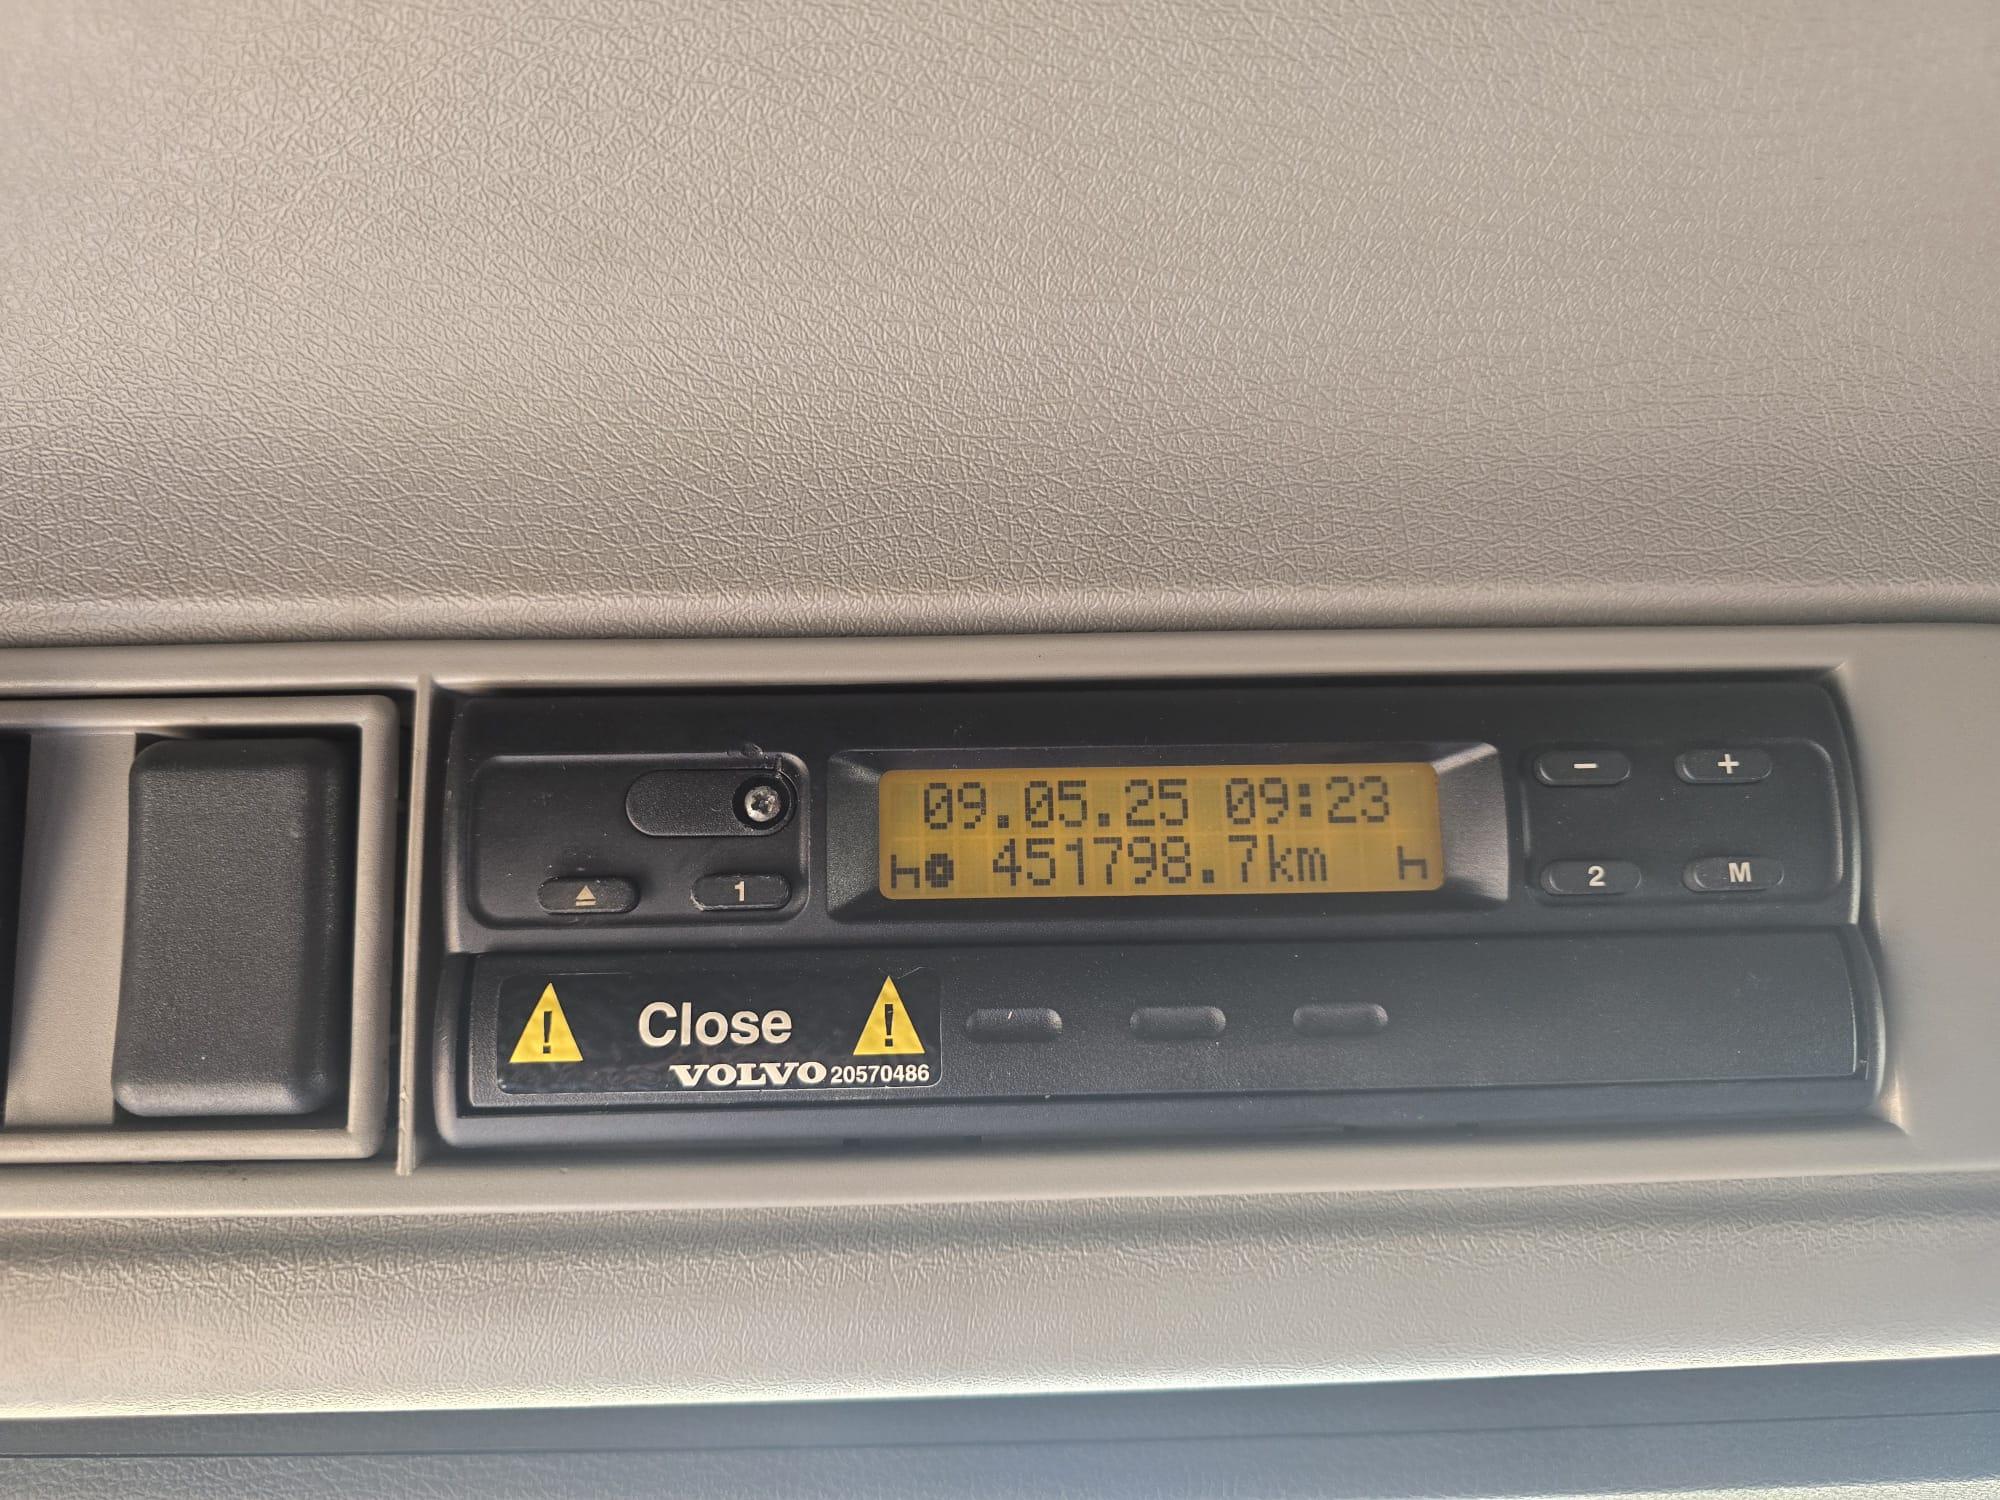 09.05.25 09:23
451798.7km
- +
1
2 M
! Close !
VOLVO 20570486